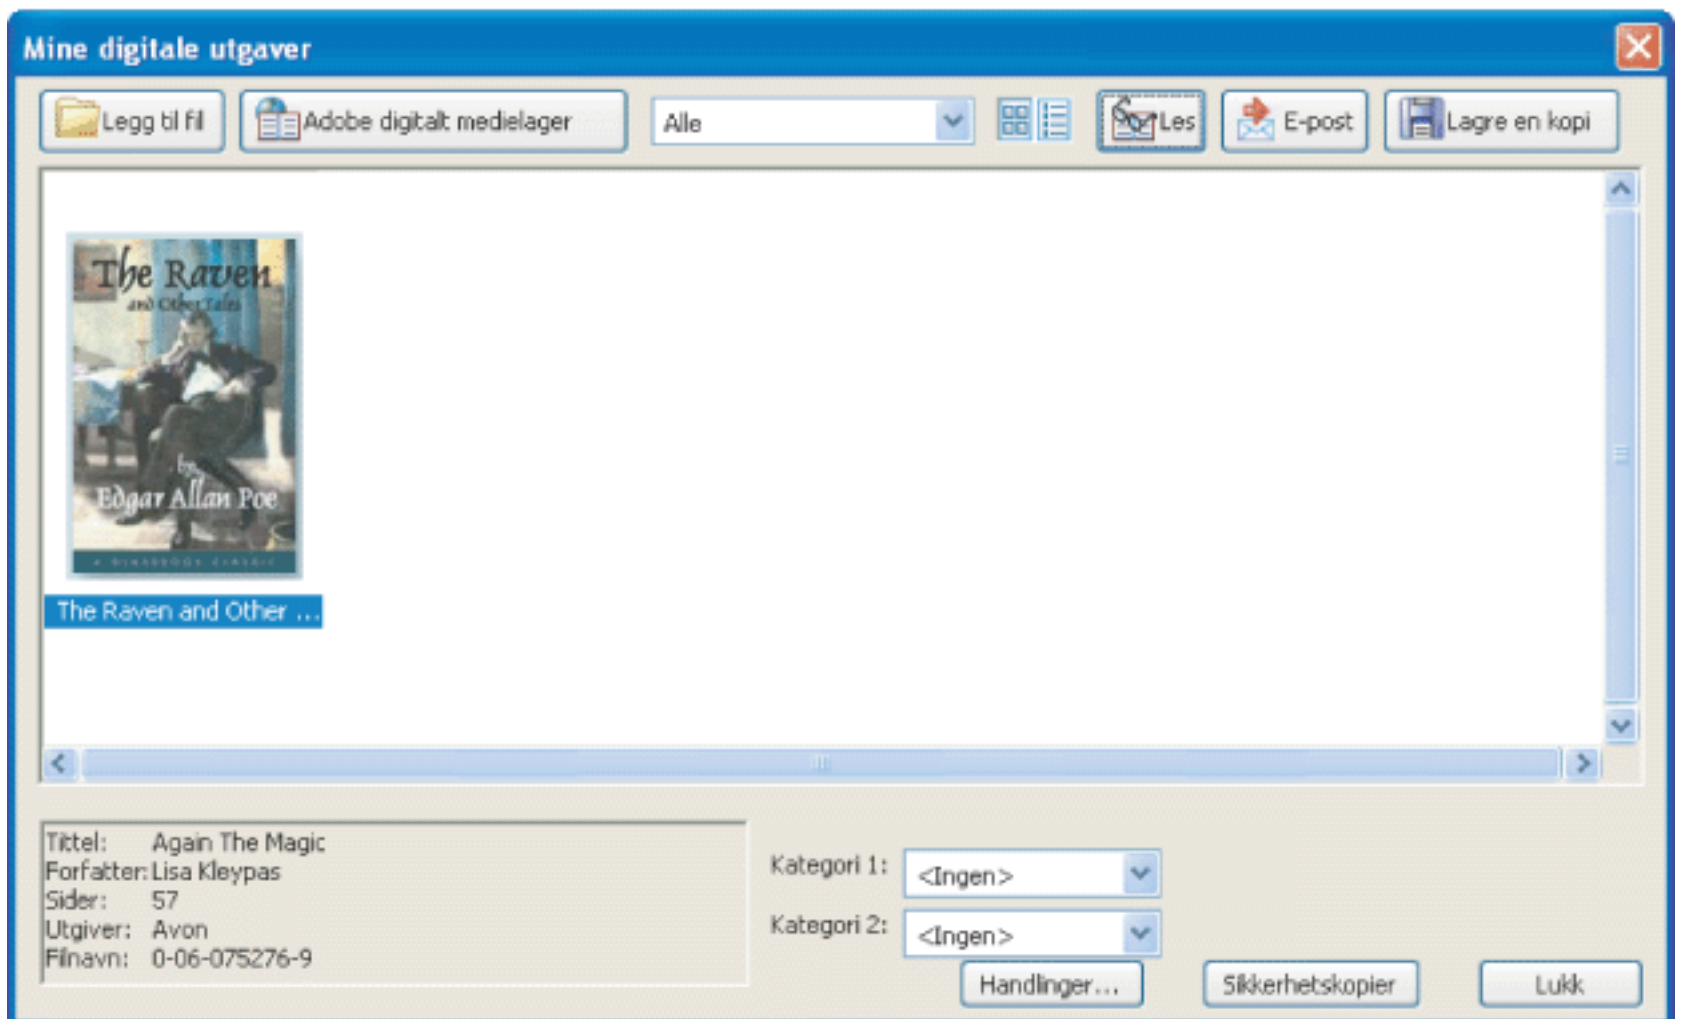 Mine digitale utgaver
Legg til fil
Adobe digitalt medielager
Alle
Les
E-post
Lagre en kopi
The Raven
and Other Tales
by
Edgar Allan Poe
The Raven and Other ...
Tittel: Again The Magic
Forfatter: Lisa Kleypas
Sider: 57
Utgiver: Avon
Filnavn: 0-06-075276-9
Kategori 1: <Ingen>
Kategori 2: <Ingen>
Handlinger...
Sikkerhetskopier
Lukk